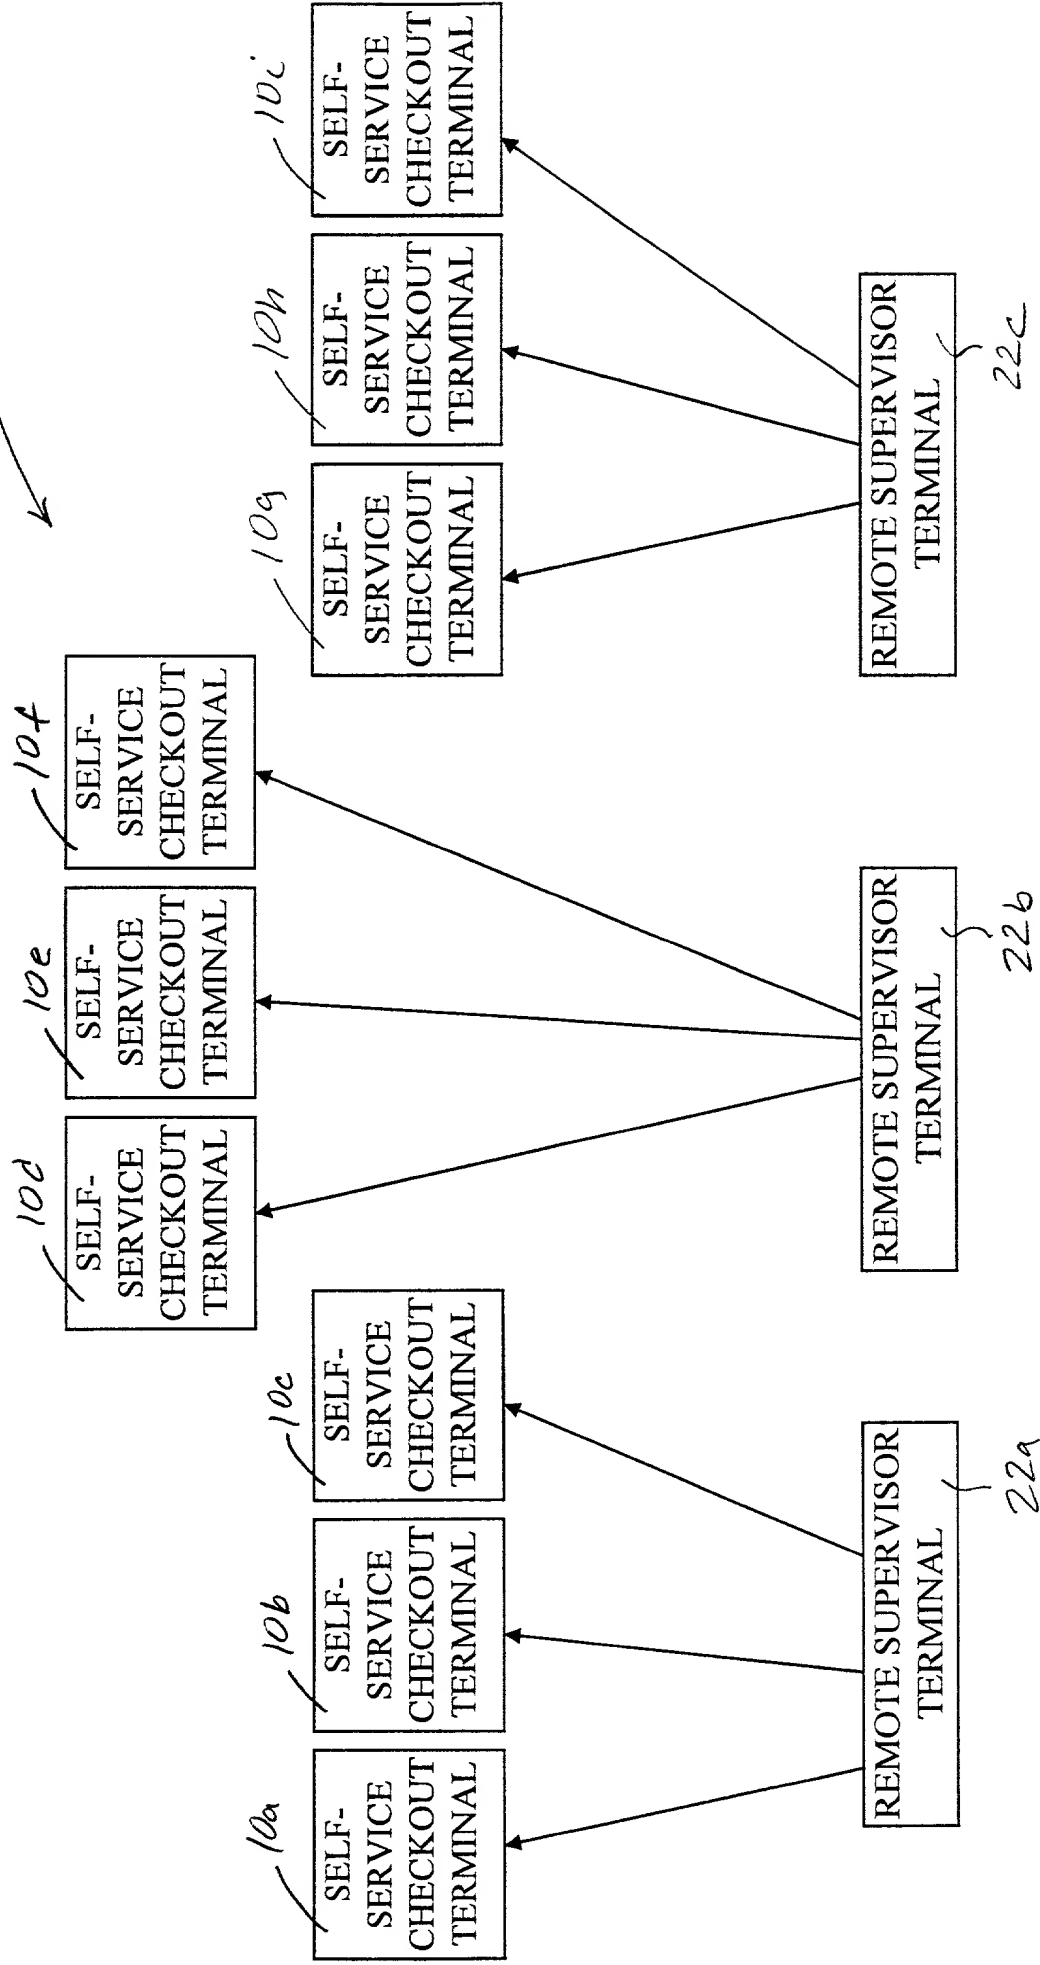 10d
10e
10f
SELF-
SERVICE
CHECKOUT
TERMINAL
SELF-
SERVICE
CHECKOUT
TERMINAL
SELF-
SERVICE
CHECKOUT
TERMINAL
10a
10b
10c
10g
10h
10i
SELF-
SERVICE
CHECKOUT
TERMINAL
SELF-
SERVICE
CHECKOUT
TERMINAL
SELF-
SERVICE
CHECKOUT
TERMINAL
SELF-
SERVICE
CHECKOUT
TERMINAL
SELF-
SERVICE
CHECKOUT
TERMINAL
SELF-
SERVICE
CHECKOUT
TERMINAL
REMOTE SUPERVISOR
TERMINAL
REMOTE SUPERVISOR
TERMINAL
REMOTE SUPERVISOR
TERMINAL
22a
22b
22c